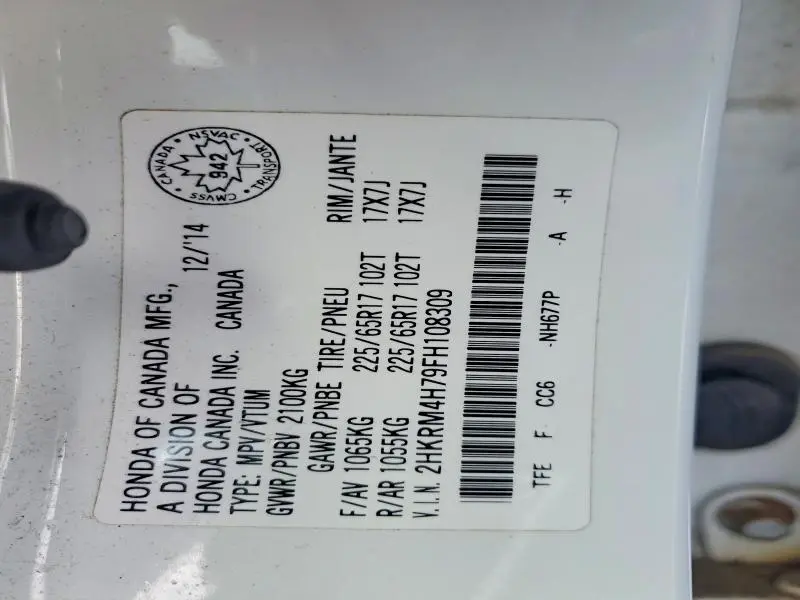 HONDA OF CANADA MFG.,
A DIVISION OF 12/'14
HONDA CANADA INC. CANADA
TYPE: MPV/VTUM
GVWR/PNBV 2100KG
GAWR/PNBE TIRE/PNEU RIM/JANTE
F/AV 1065KG 225/65R17 102T 17X7J
R/AR 1055KG 225/65R17 102T 17X7J
V.I.N. 2HKRM4H79FH108309
TFE F CC6 -NH677P -A -H
CANADA • NSVAC • TRANSPORT • CMVSS •
942